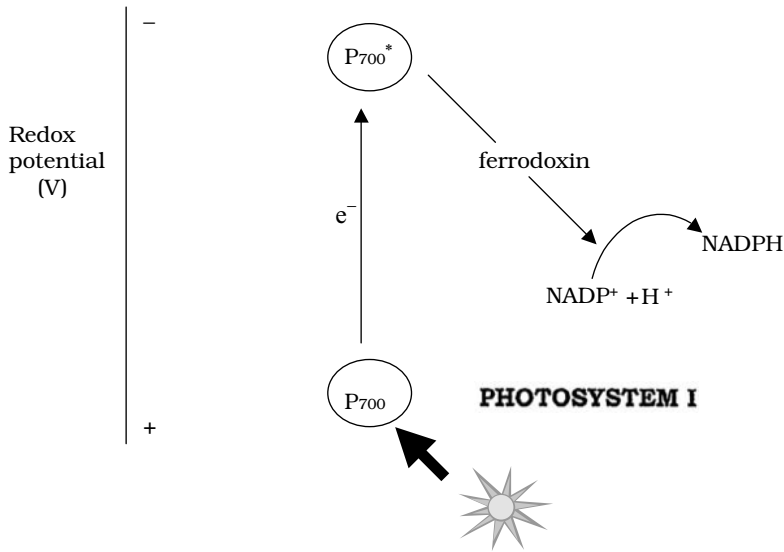 −
P₇₀₀*
Redox
potential
(V)
ferrodoxin
e⁻
NADPH
NADP⁺ + H⁺
P₇₀₀
PHOTOSYSTEM I
+